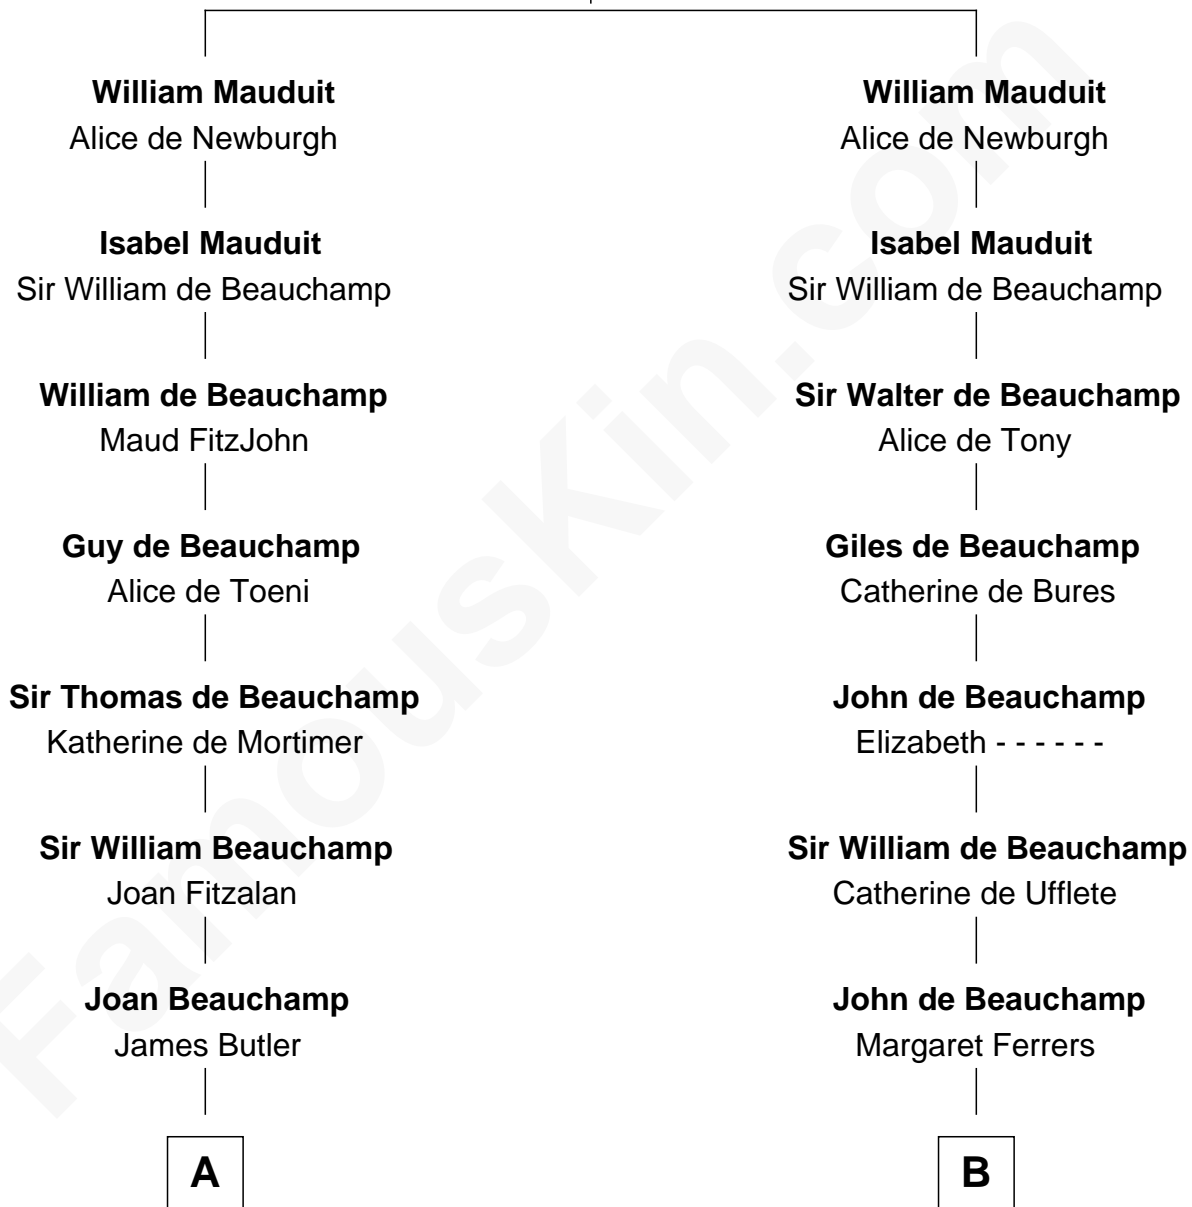 William Mauduit
Alice de Newburgh
Isabel Mauduit
Sir William de Beauchamp
William de Beauchamp
Maud FitzJohn
Guy de Beauchamp
Alice de Toeni
Sir Thomas de Beauchamp
Katherine de Mortimer
Sir William Beauchamp
Joan Fitzalan
Joan Beauchamp
James Butler
A
William Mauduit
Alice de Newburgh
Isabel Mauduit
Sir William de Beauchamp
Sir Walter de Beauchamp
Alice de Tony
Giles de Beauchamp
Catherine de Bures
John de Beauchamp
Elizabeth - - - - - -
Sir William de Beauchamp
Catherine de Ufflete
John de Beauchamp
Margaret Ferrers
B
FamousKin.com